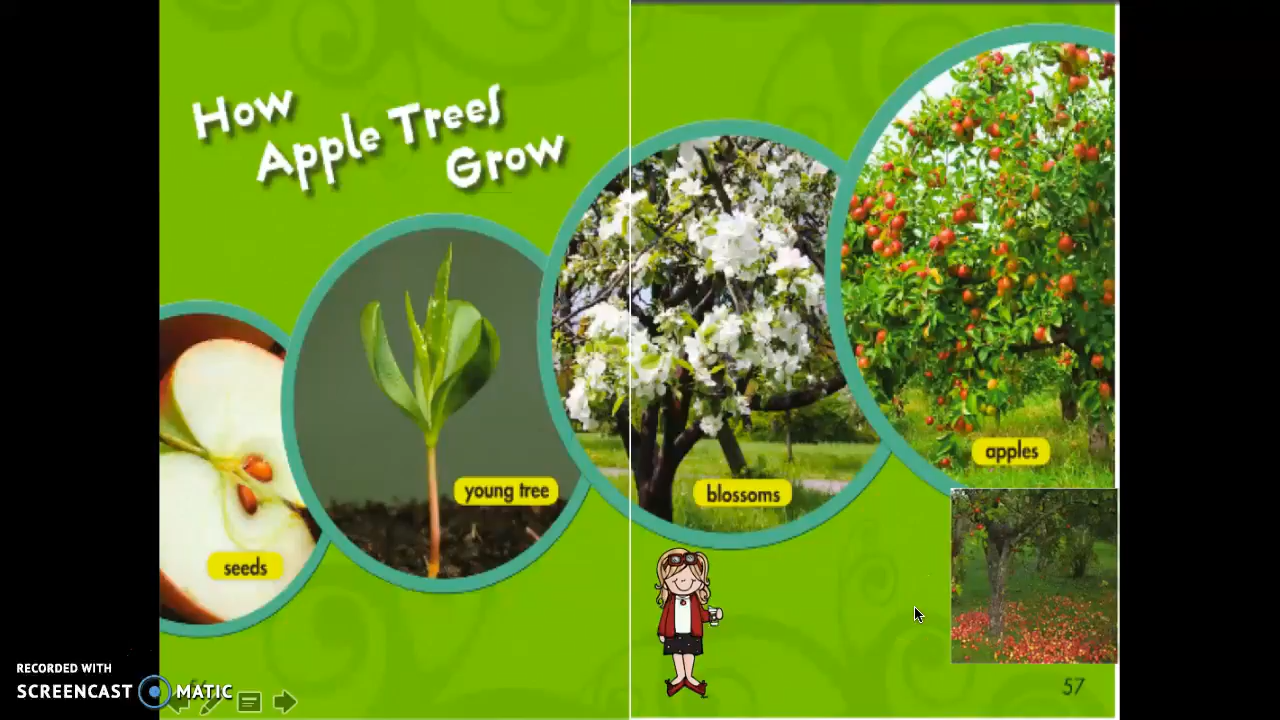 How
Apple Trees
Grow
seeds
young tree
blossoms
apples
57
RECORDED WITH
SCREENCAST MATIC